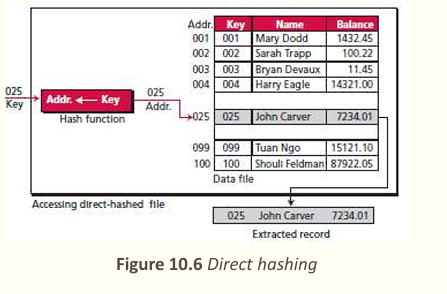 Addr. Key Name Balance
001 001 Mary Dodd 1432.45
002 002 Sarah Trapp 100.22
003 003 Bryan Devaux 11.45
004 004 Harry Eagle 14321.00
025 Key
Addr. ← Key
Hash function
025 Addr.
025 025 John Carver 7234.01
099 099 Tuan Ngo 15121.10
100 100 Shouli Feldman 87922.05
Data file
Accessing direct-hashed file
025 John Carver 7234.01
Extracted record
Figure 10.6 Direct hashing